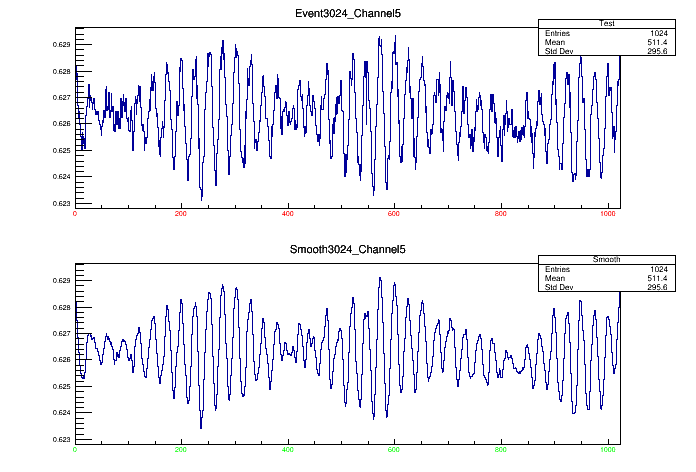 Event3024_Channel5
Test
Entries 1024
Mean 511.4
Std Dev 295.6
0.629
0.628
0.627
0.626
0.625
0.624
0.623
0 200 400 600 800 1000
Smooth3024_Channel5
Smooth
Entries 1024
Mean 511.4
Std Dev 295.6
0.629
0.628
0.627
0.626
0.625
0.624
0.623
0 200 400 600 800 1000